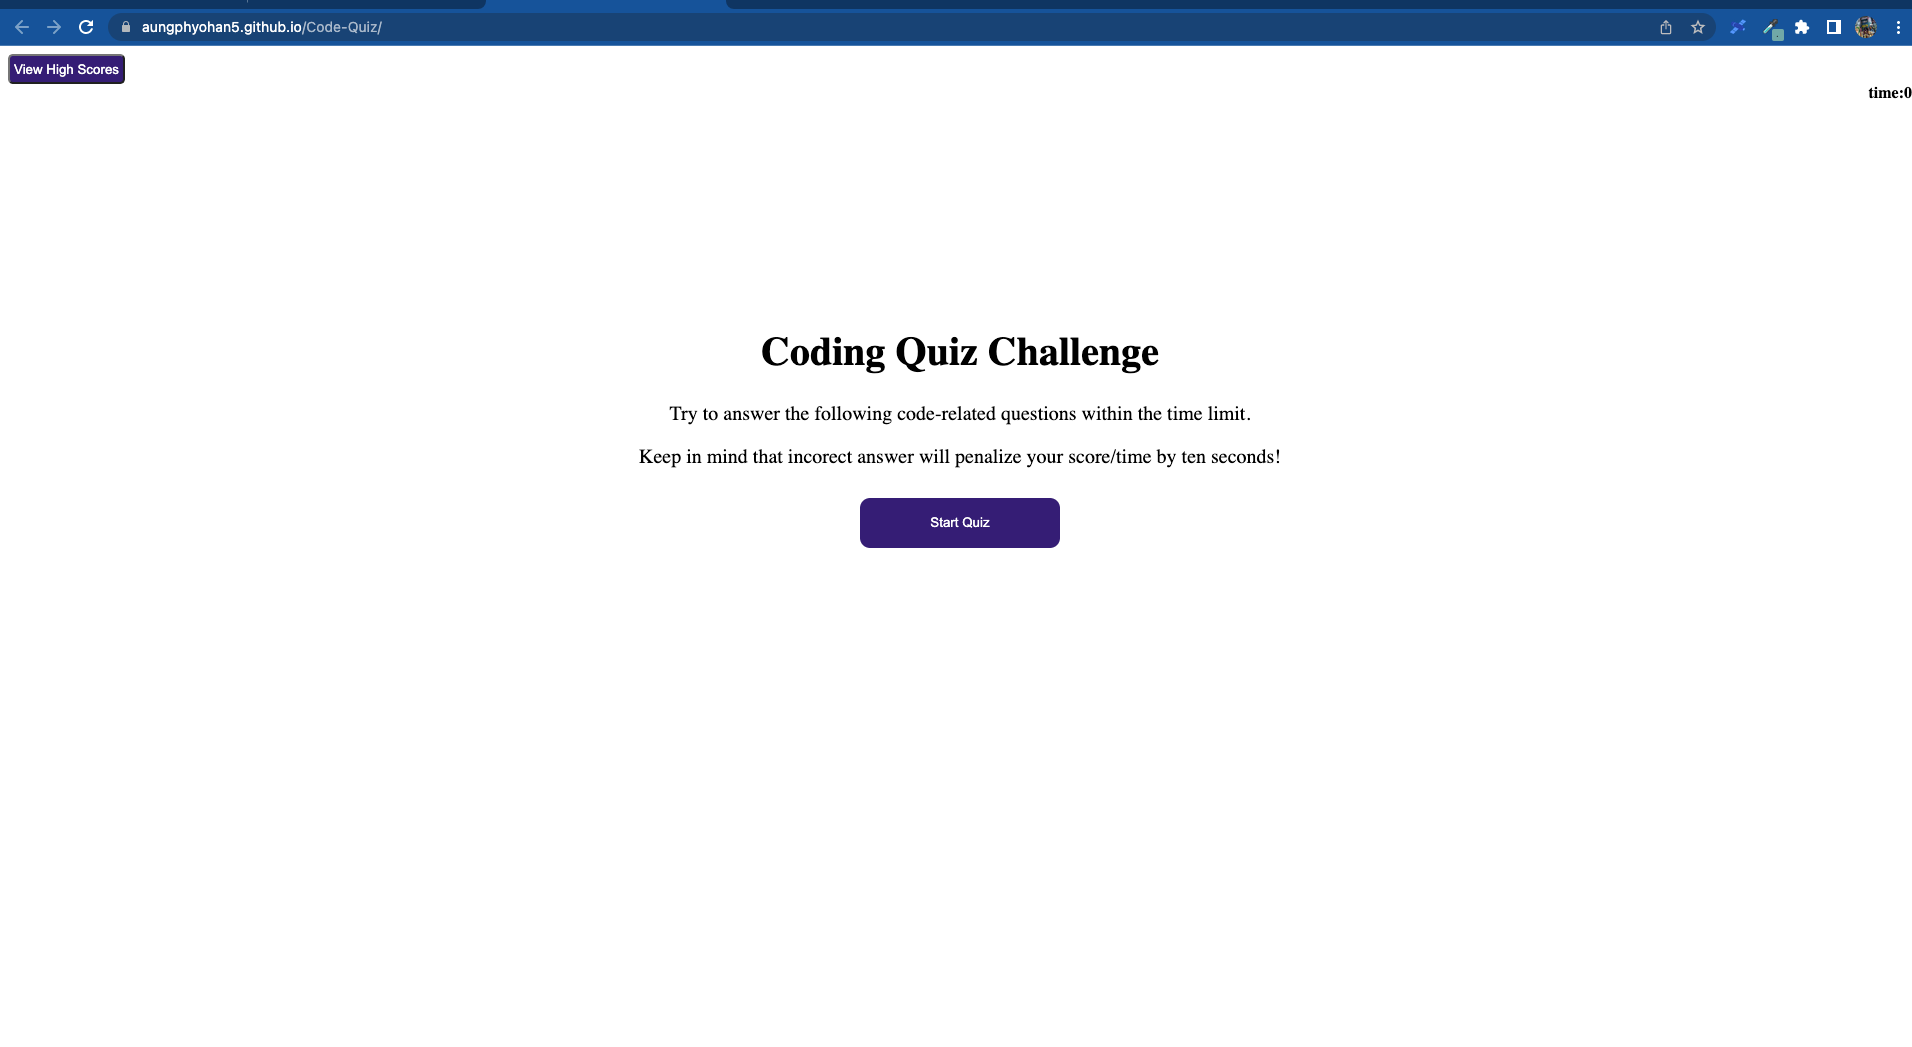 aungphyohan5.github.io/Code-Quiz/
View High Scores
time:0
Coding Quiz Challenge
Try to answer the following code-related questions within the time limit.
Keep in mind that incorect answer will penalize your score/time by ten seconds!
Start Quiz